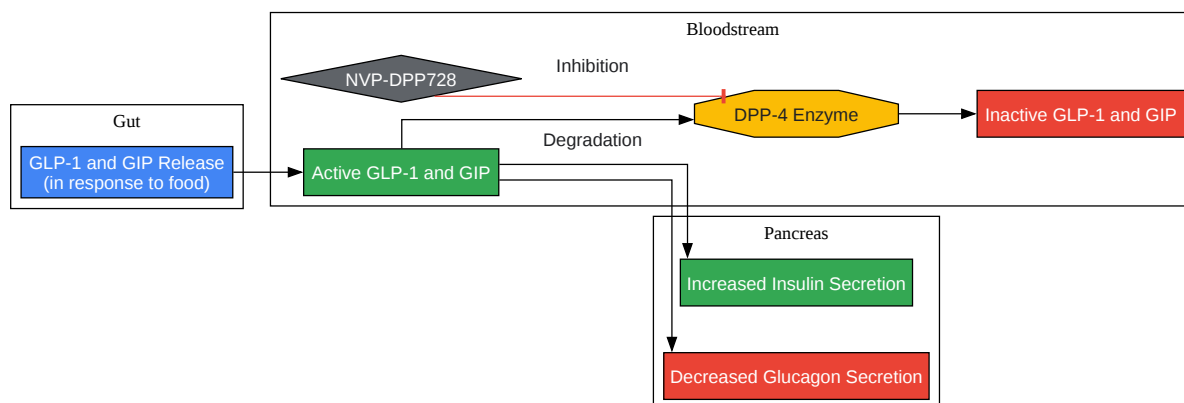 Bloodstream
NVP-DPP728
Inhibition
DPP-4 Enzyme
Inactive GLP-1 and GIP
Gut
GLP-1 and GIP Release
(in response to food)
Degradation
Active GLP-1 and GIP
Pancreas
Increased Insulin Secretion
Decreased Glucagon Secretion